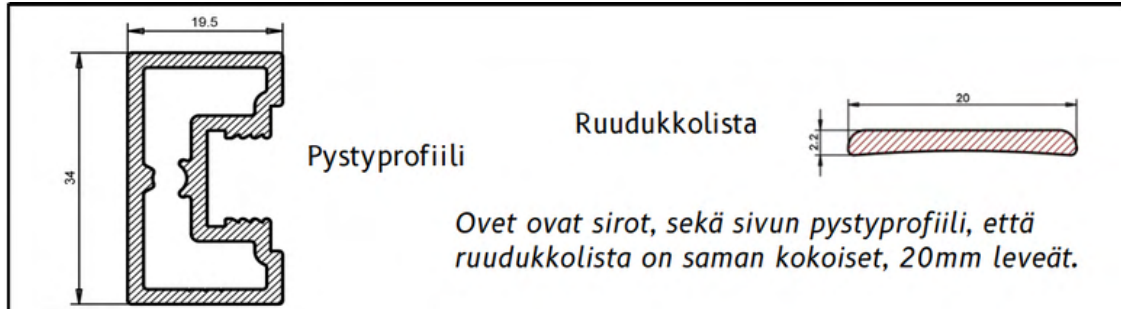 19.5
34
Pystyprofiili
Ruudukkolista
20
2.2
Ovet ovat sirot, sekä sivun pystyprofiili, että
ruudukkolista on saman kokoiset, 20mm leveät.